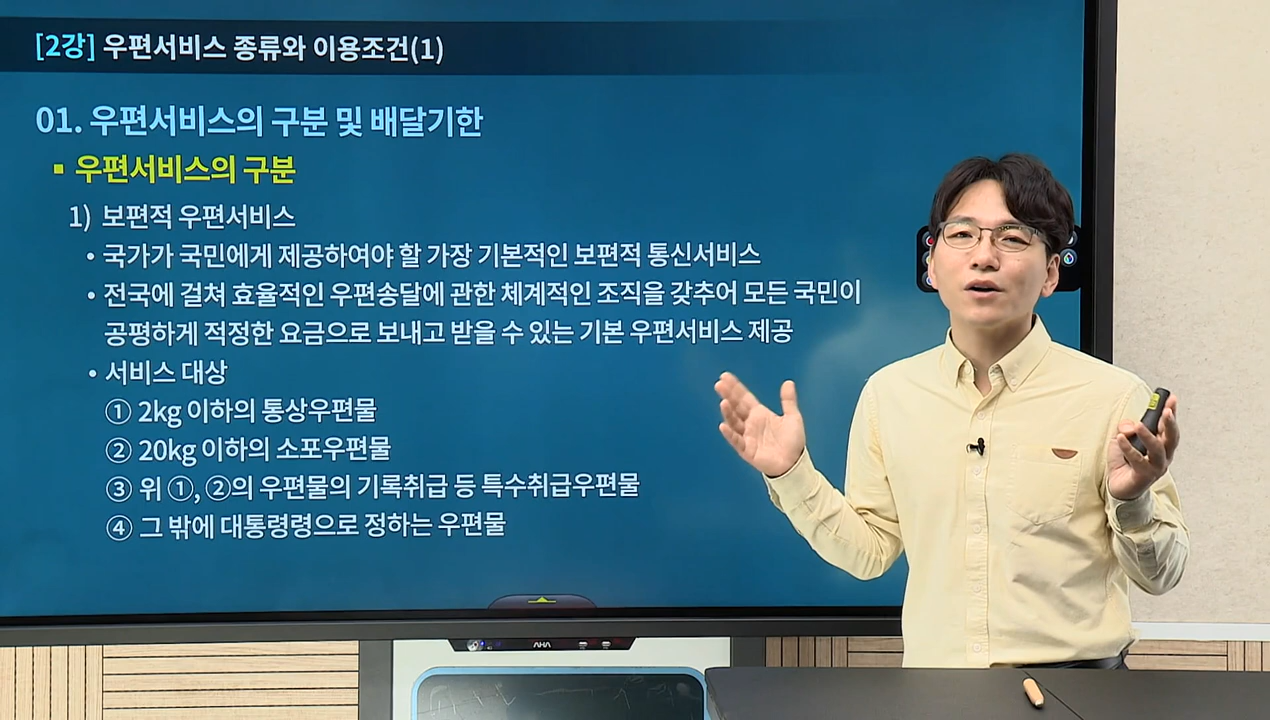 [2강] 우편서비스 종류와 이용조건(1)
01. 우편서비스의 구분 및 배달기한
▪ 우편서비스의 구분
1) 보편적 우편서비스
• 국가가 국민에게 제공하여야 할 가장 기본적인 보편적 통신서비스
• 전국에 걸쳐 효율적인 우편송달에 관한 체계적인 조직을 갖추어 모든 국민이
공평하게 적정한 요금으로 보내고 받을 수 있는 기본 우편서비스 제공
• 서비스 대상
① 2kg 이하의 통상우편물
② 20kg 이하의 소포우편물
③ 위 ①, ②의 우편물의 기록취급 등 특수취급우편물
④ 그 밖에 대통령령으로 정하는 우편물
AHA